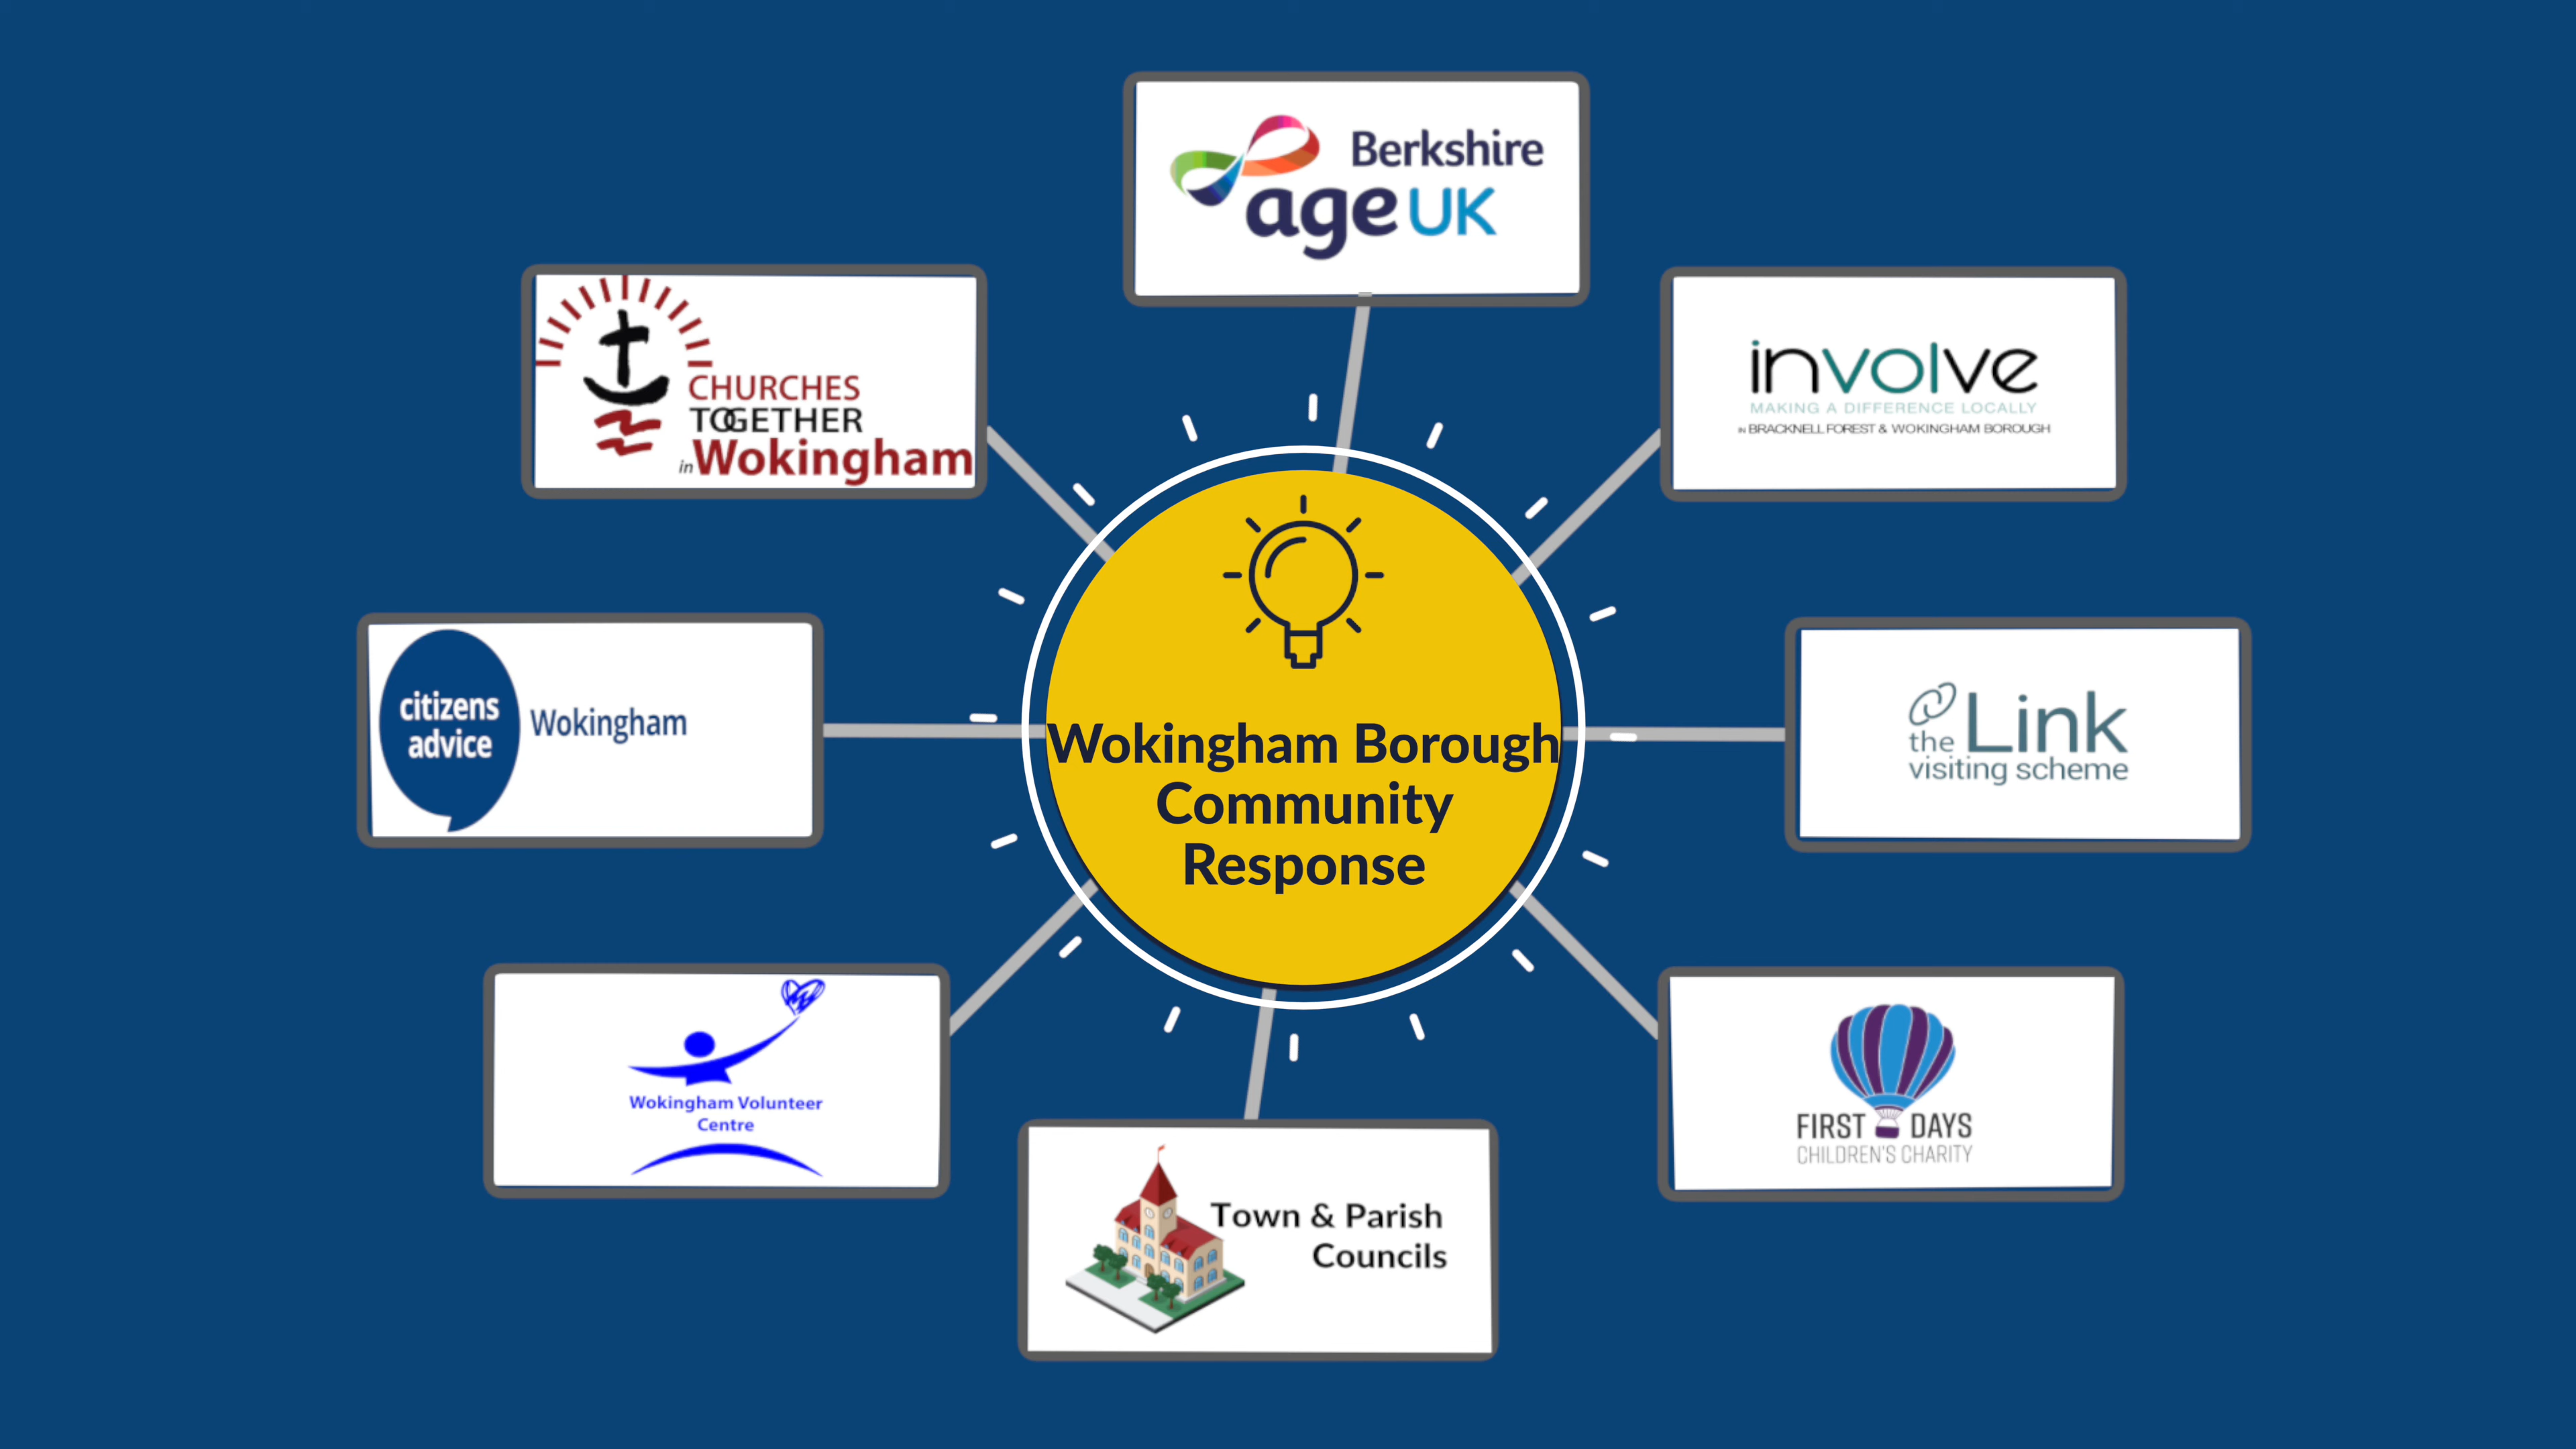 Berkshire
age UK
CHURCHES
TOGETHER
in Wokingham
involve
MAKING A DIFFERENCE LOCALLY
IN BRACKNELL FOREST & WOKINGHAM BOROUGH
citizens
advice
Wokingham
Wokingham Borough
Community
Response
the Link
visiting scheme
Wokingham Volunteer
Centre
Town & Parish
Councils
FIRST DAYS
CHILDREN'S CHARITY